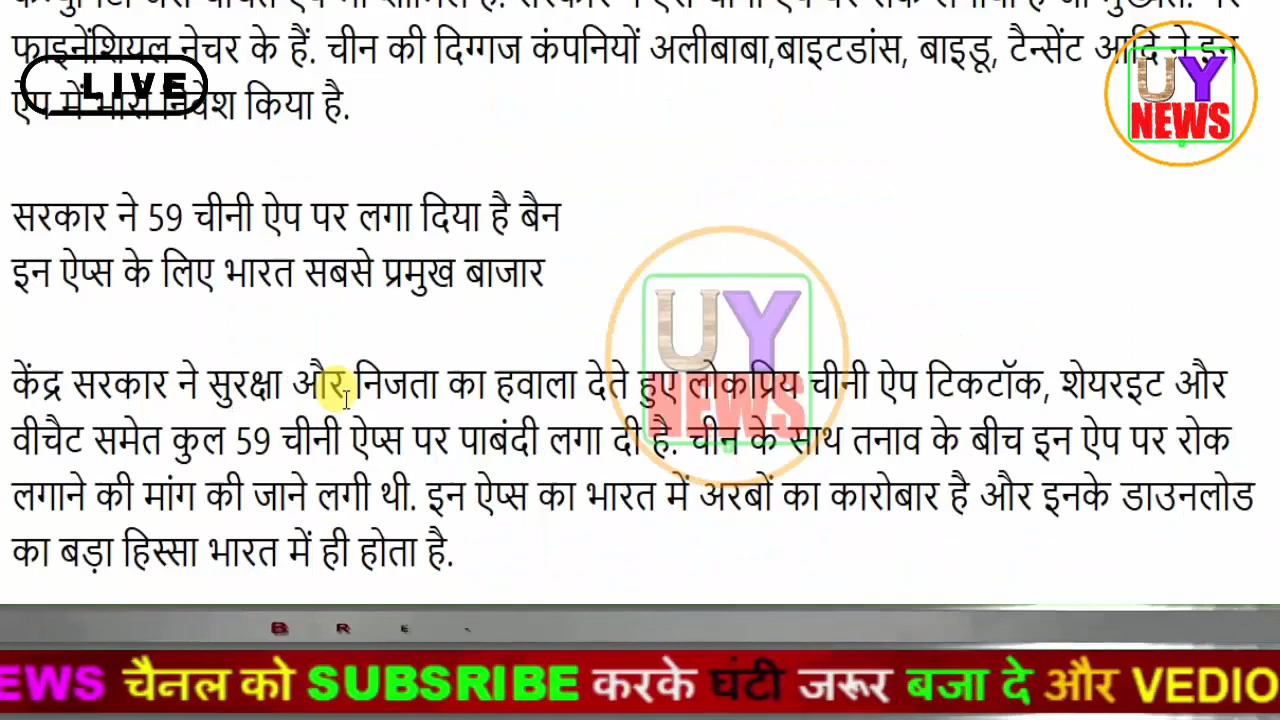 फाइनेंशियल नेचर के हैं. चीन की दिग्गज कंपनियों अलीबाबा,बाइटडांस, बाइडू, टैन्सेंट आदि ने इन
LIVE
ऐप में भारी निवेश किया है.
UY
NEWS
सरकार ने 59 चीनी ऐप पर लगा दिया है बैन
इन ऐप्स के लिए भारत सबसे प्रमुख बाजार
UY
NEWS
केंद्र सरकार ने सुरक्षा और निजता का हवाला देते हुए लोकप्रिय चीनी ऐप टिकटॉक, शेयरइट और
वीचैट समेत कुल 59 चीनी ऐप्स पर पाबंदी लगा दी है. चीन के साथ तनाव के बीच इन ऐप पर रोक
लगाने की मांग की जाने लगी थी. इन ऐप्स का भारत में अरबों का कारोबार है और इनके डाउनलोड
का बड़ा हिस्सा भारत में ही होता है.
B R E
EWS चैनल को SUBSRIBE करके घंटी जरूर बजा दे और VEDIO